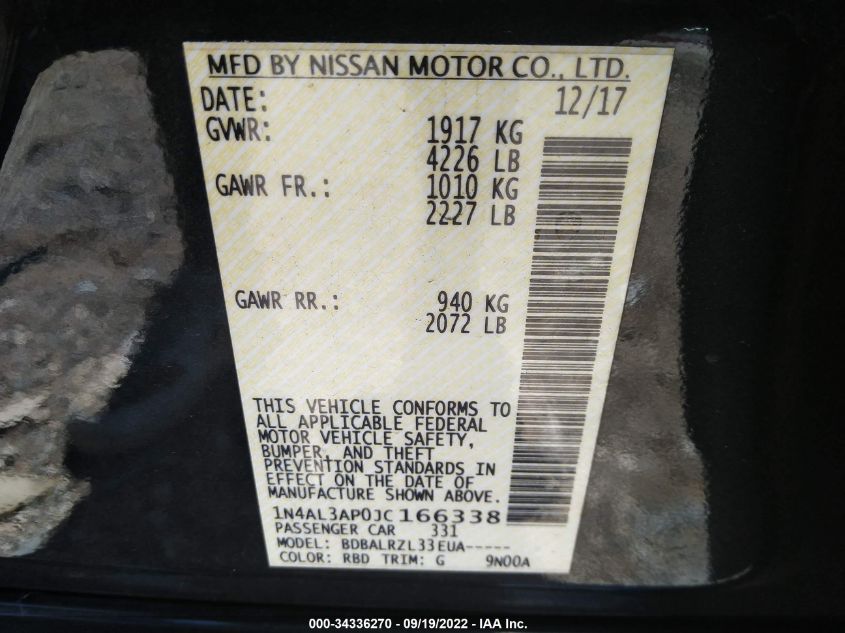 MFD BY NISSAN MOTOR CO., LTD.
DATE: 12/17
GVWR: 1917 KG
4226 LB
GAWR FR.: 1010 KG
2227 LB
GAWR RR.: 940 KG
2072 LB
THIS VEHICLE CONFORMS TO
ALL APPLICABLE FEDERAL
MOTOR VEHICLE SAFETY,
BUMPER, AND THEFT
PREVENTION STANDARDS IN
EFFECT ON THE DATE OF
MANUFACTURE SHOWN ABOVE.
1N4AL3AP0JC166338
PASSENGER CAR 331
MODEL: BDBALRZL33EUA-----
COLOR: RBD TRIM: G 9N00A
000-34336270 - 09/19/2022 - IAA Inc.